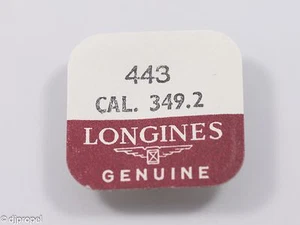 443
CAL. 349.2
LONGINES
GENUINE
© djpropel